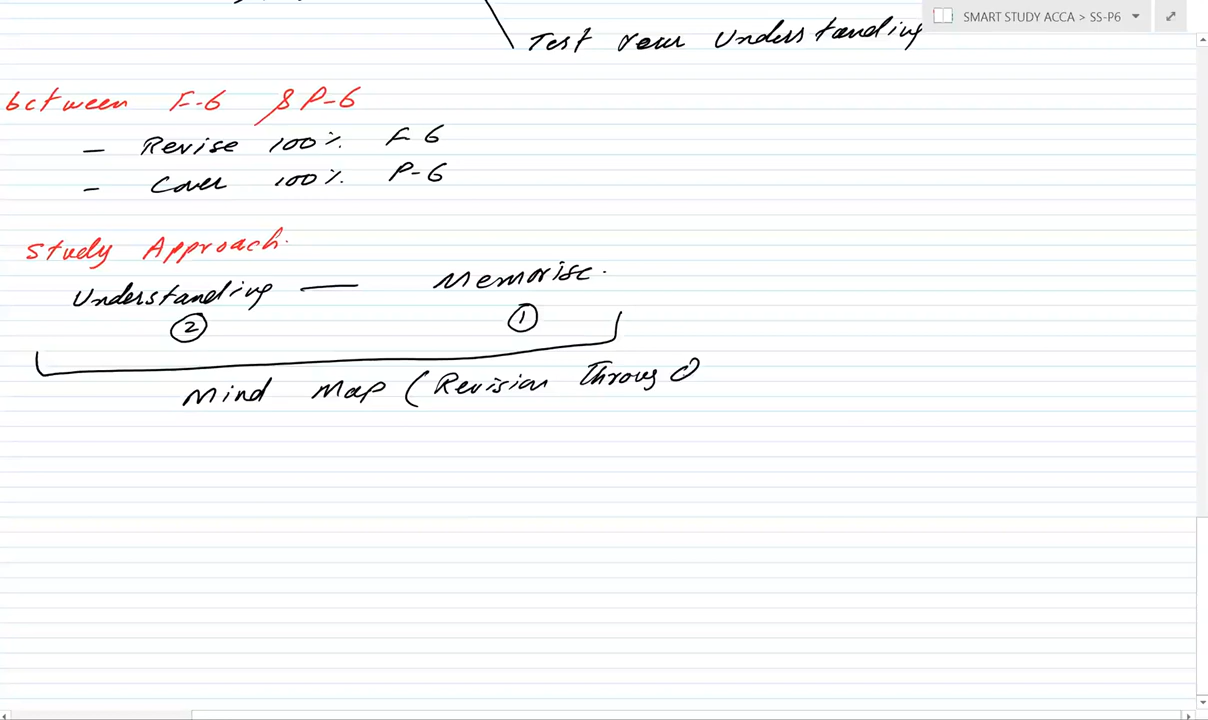 SMART STUDY ACCA > SS-P6
Test Your Understanding
between F-6 & P-6
- Revise 100% F 6
- Cover 100% P-6
Study Approach.
Understanding — Memorise.
2 1
Mind Map (Revision Throug